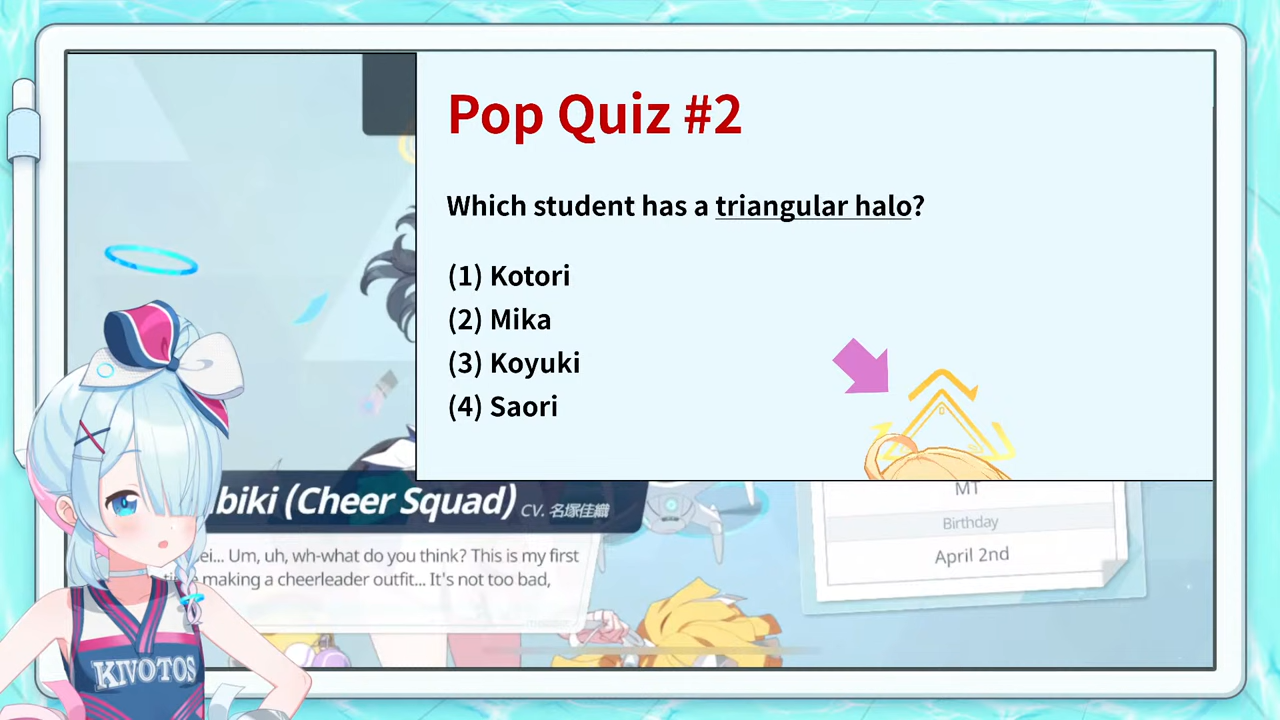 Pop Quiz #2
Which student has a triangular halo?
(1) Kotori
(2) Mika
(3) Koyuki
(4) Saori
biki (Cheer Squad) CV. 名塚佳織
ei... Um, uh, wh-what do you think? This is my first
making a cheerleader outfit... It's not too bad,
MT
Birthday
April 2nd
KIVOTOS